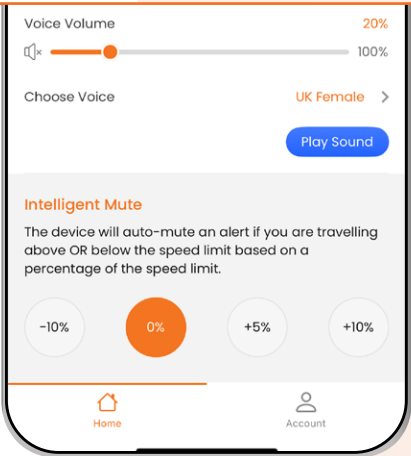 Voice Volume 20%
100%
Choose Voice UK Female
Play Sound
Intelligent Mute
The device will auto-mute an alert if you are travelling
above OR below the speed limit based on a
percentage of the speed limit.
-10% 0% +5% +10%
Home Account